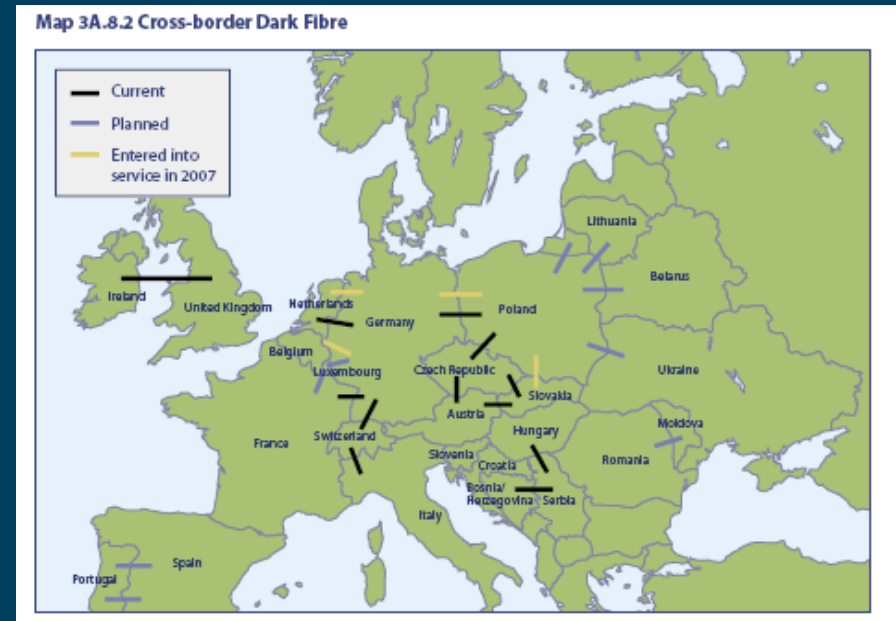 Map 3A.8.2 Cross-border Dark Fibre
Current
Planned
Entered into
service in 2007
Lithuania
Belarus
Ireland
United Kingdom
Netherlands
Poland
Germany
Belgium
Luxembourg
Czech Republic
Ukraine
Slovakia
Austria
France
Switzerland
Hungary
Moldova
Slovenia
Croatia
Romania
Bosnia/
Herzegovina
Serbia
Italy
Spain
Portugal